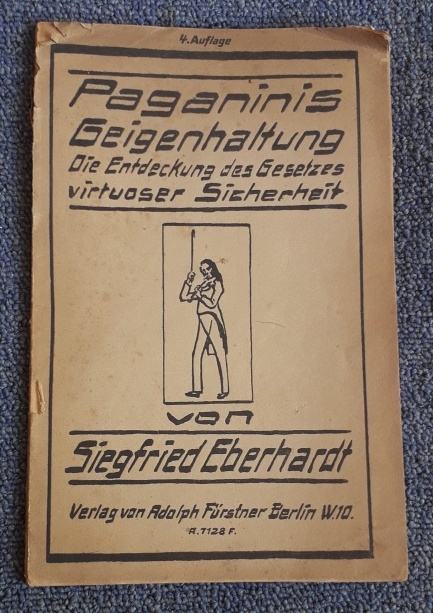 4. Auflage
Paganinis
Geigenhaltung
Die Entdeckung des Gesetzes
virtuoser Sicherheit
von
Siegfried Eberhardt
Verlag von Adolph Fürstner Berlin W.10.
A.7128 F.